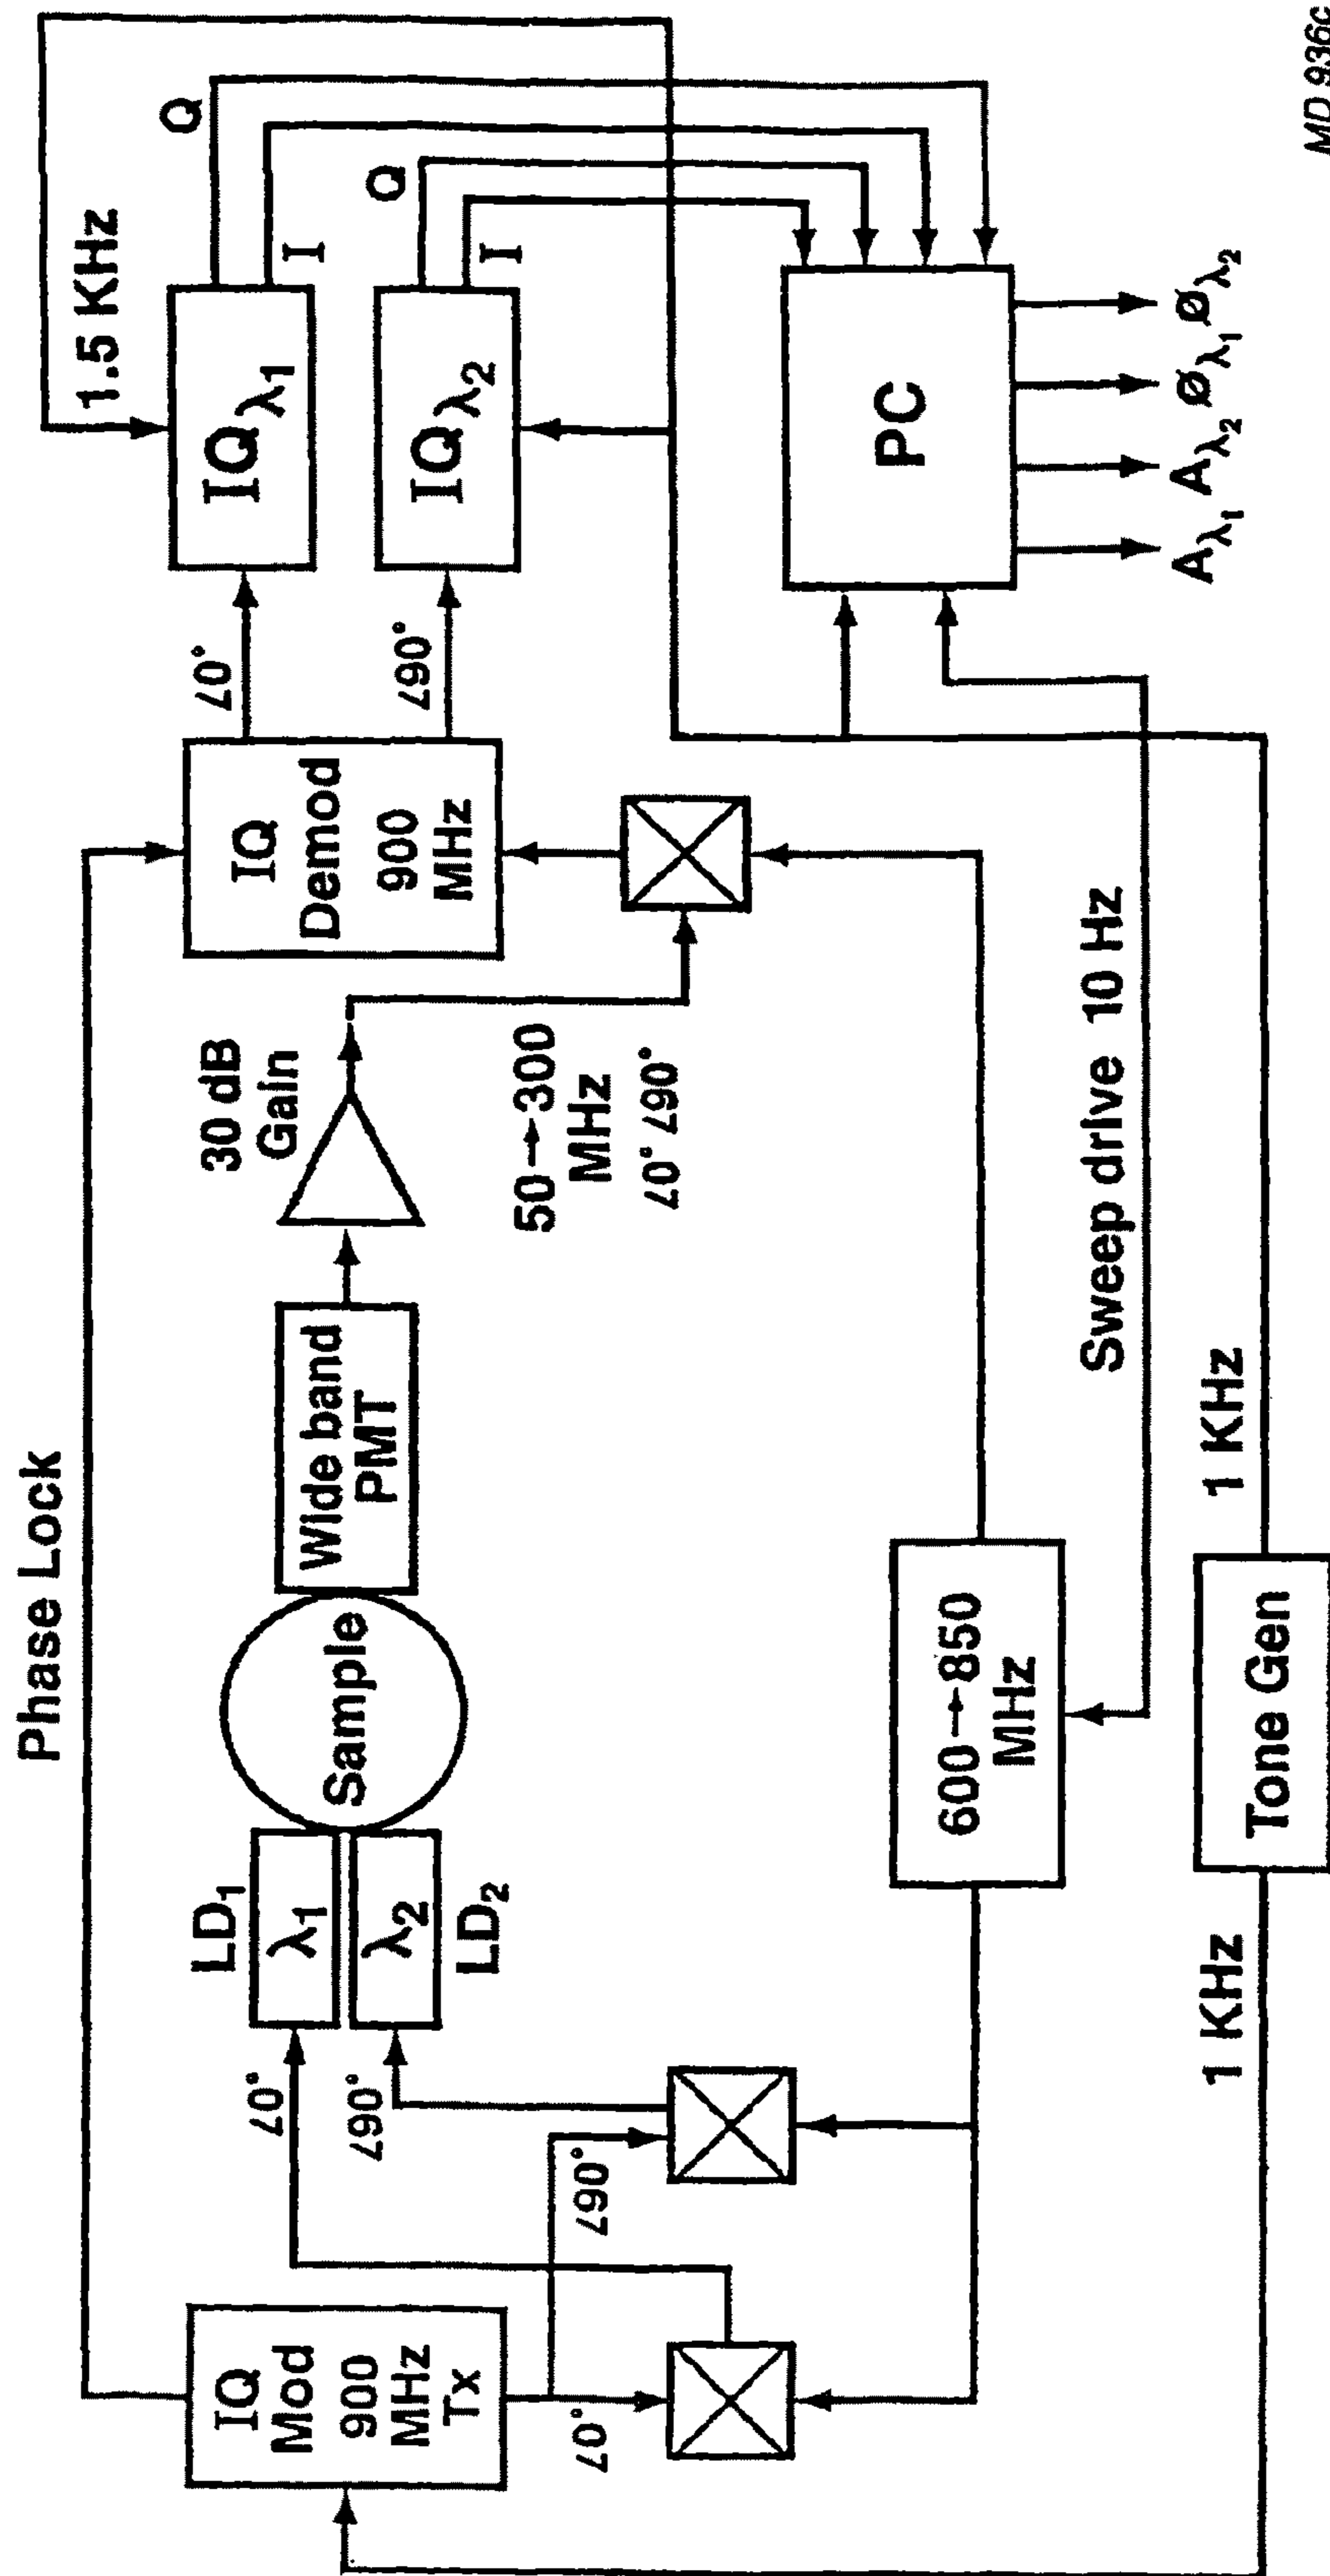 Phase Lock
IQ
Mod
900
MHz
Tx
∠0°
∠90°
∠0°
∠90°
LD1
λ1
λ2
LD2
Sample
Wide band
PMT
30 dB
Gain
50→300
MHz
∠0° ∠90°
IQ
Demod
900
MHz
∠0°
∠90°
1.5 KHz
IQλ1
IQλ2
Q
I
Q
I
PC
Aλ1 Aλ2 Øλ1 Øλ2
600→850
MHz
Sweep drive 10 Hz
1 KHz
Tone Gen
1 KHz
MD 936c